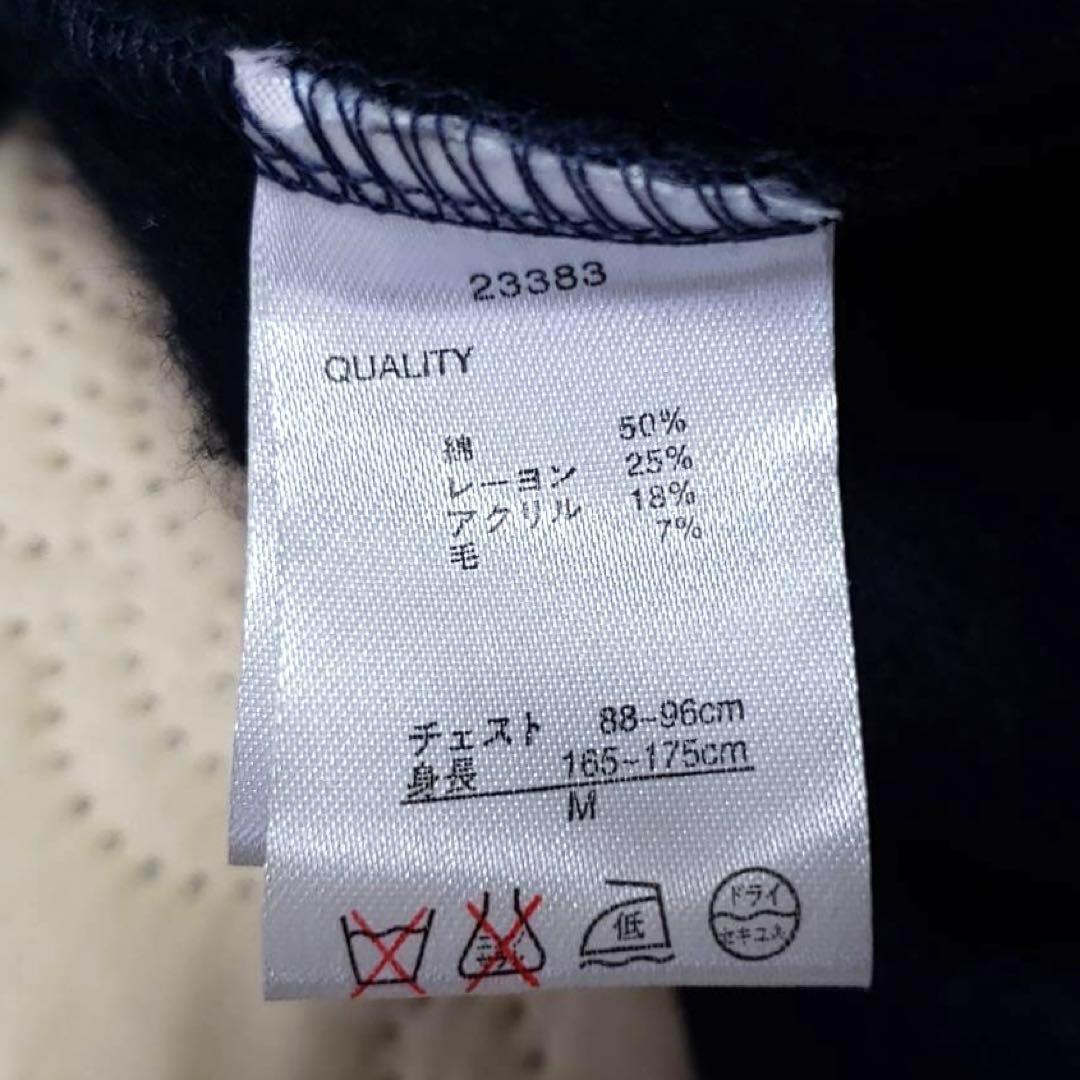 23383
QUALITY
綿 50%
レーヨン 25%
アクリル 18%
毛 7%
チェスト 88~96cm
身長 165~175cm
M
低
ドライ
セキユ系